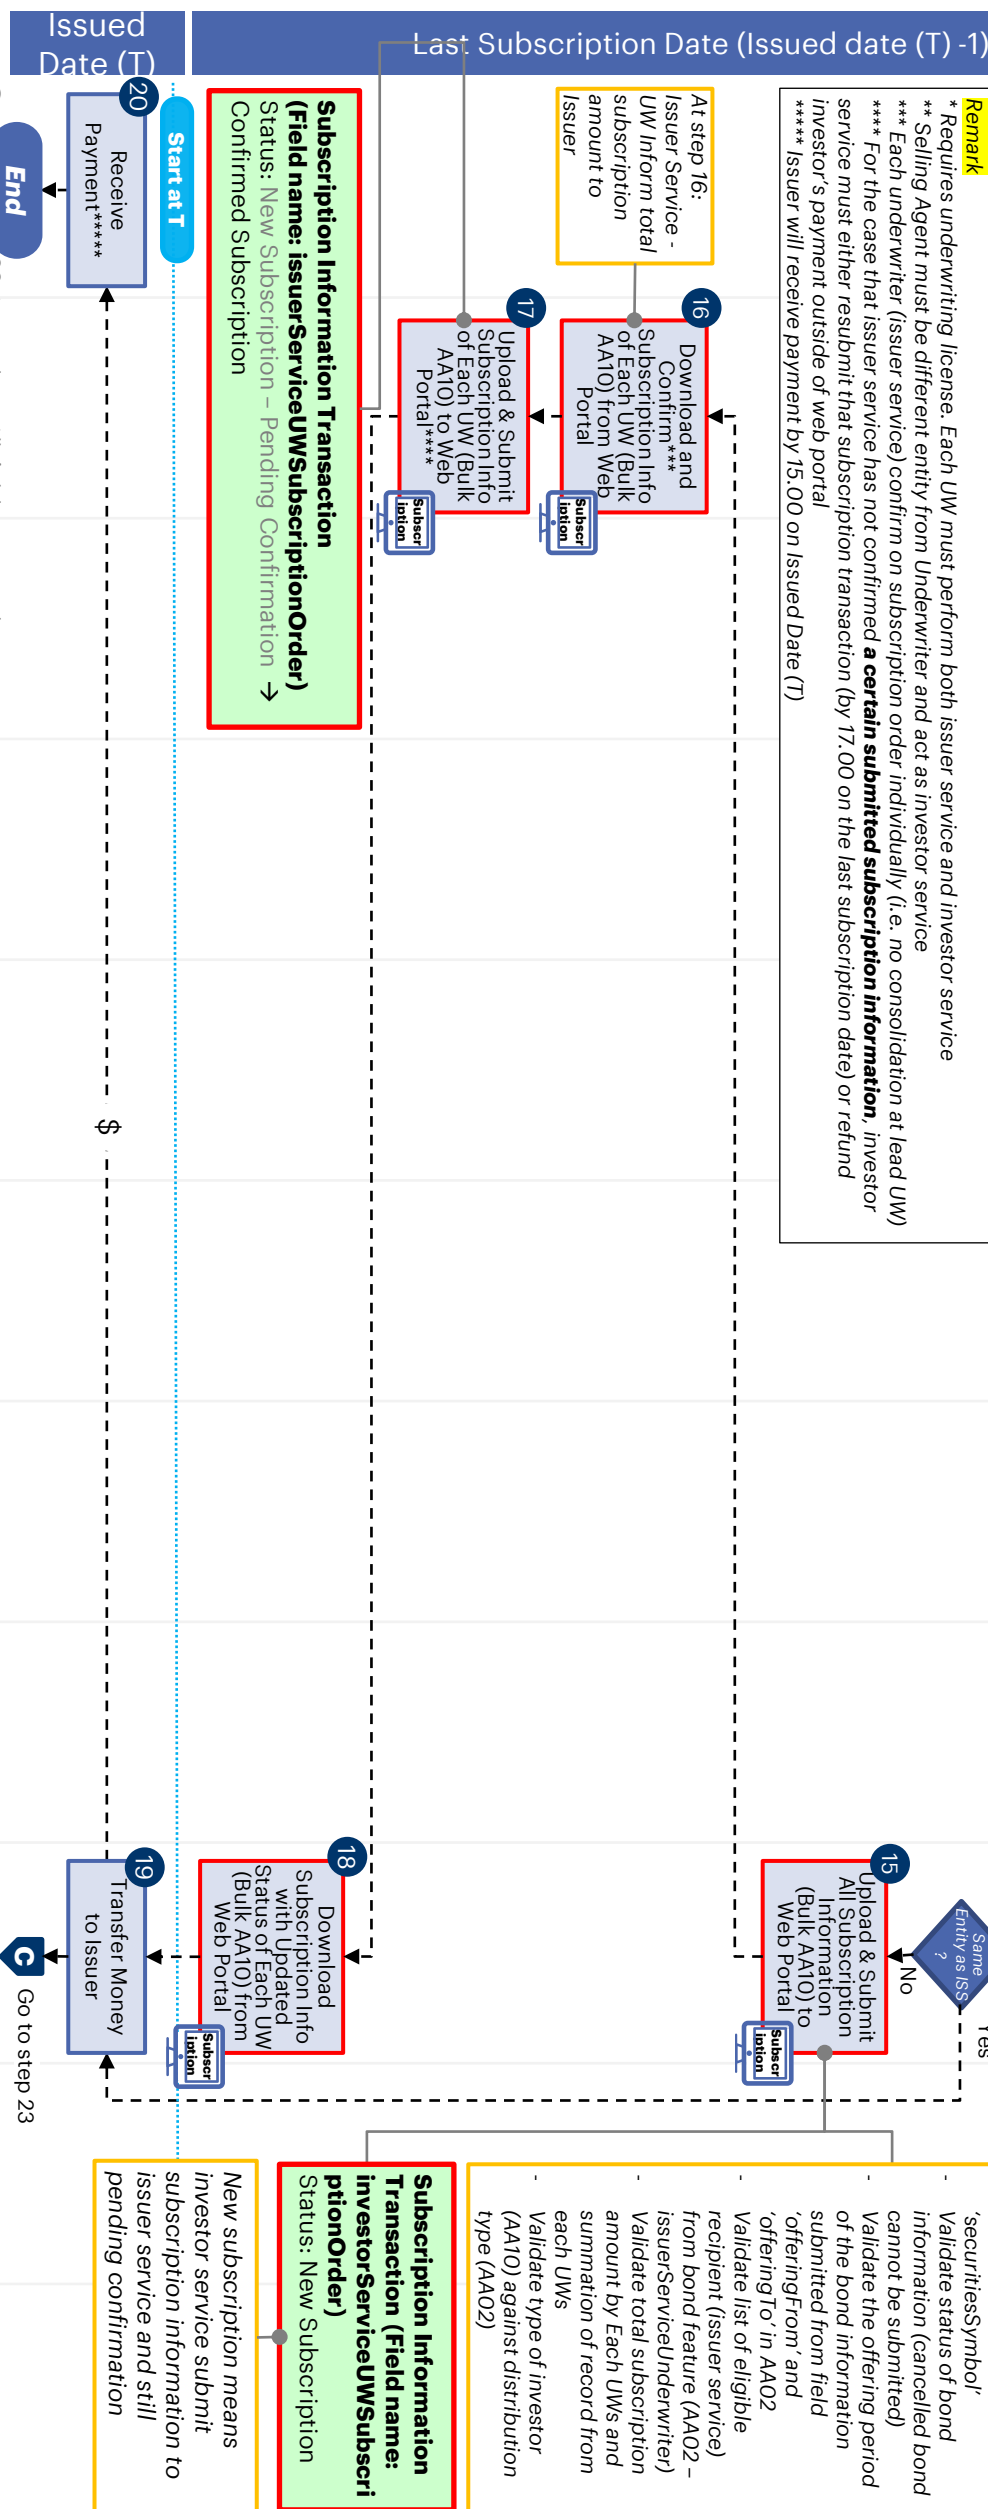 Issued
Date (T)
Last Subscription Date (Issued date (T) -1)
Remark
* Requires underwriting license. Each UW must perform both issuer service and investor service
** Selling Agent must be different entity from Underwriter and act as investor service
*** Each underwriter (issuer service) confirm on subscription order individually (i.e. no consolidation at lead UW)
**** For the case that issuer service has not confirmed a certain submitted subscription information, investor
service must either resubmit that subscription transaction (by 17.00 on the last subscription date) or refund
investor's payment outside of web portal
***** Issuer will receive payment by 15.00 on Issued Date (T)
Same
Entity as ISS
?
Yes
No
15
Upload & Submit
All Subscription
Information
(Bulk AA10) to
Web Portal
Subscr
iption
'securitiesSymbol'
- Validate status of bond
information (cancelled bond
cannot be submitted)
- Validate the offering period
of the bond information
submitted from field
'offeringFrom' and
'offeringTo' in AA02
- Validate list of eligible
recipient (issuer service)
from bond feature (AA02 –
issuerServiceUnderwriter)
- Validate total subscription
amount by Each UWs and
summation of record from
each UWs
- Validate type of investor
(AA10) against distribution
type (AA02)
At step 16:
Issuer Service -
UW Inform total
subscription
amount to
Issuer
16
Download and
Confirm***
Subscription Info
of Each UW (Bulk
AA10) from Web
Portal
Subscr
iption
17
Upload & Submit
Subscription Info
of Each UW (Bulk
AA10) to Web
Portal****
Subscr
iption
Subscription Information Transaction
(Field name: issuerServiceUWSubscriptionOrder)
Status: New Subscription – Pending Confirmation →
Confirmed Subscription
18
Download
Subscription Info
with Updated
Status of Each UW
(Bulk AA10) from
Web Portal
Subscr
iption
Subscription Information
Transaction (Field name:
investorServiceUWSubscri
ptionOrder)
Status: New Subscription
New subscription means
investor service submit
subscription information to
issuer service and still
pending confirmation
Start at T
20
Receive
Payment*****
$
19
Transfer Money
to Issuer
End
C
Go to step 23